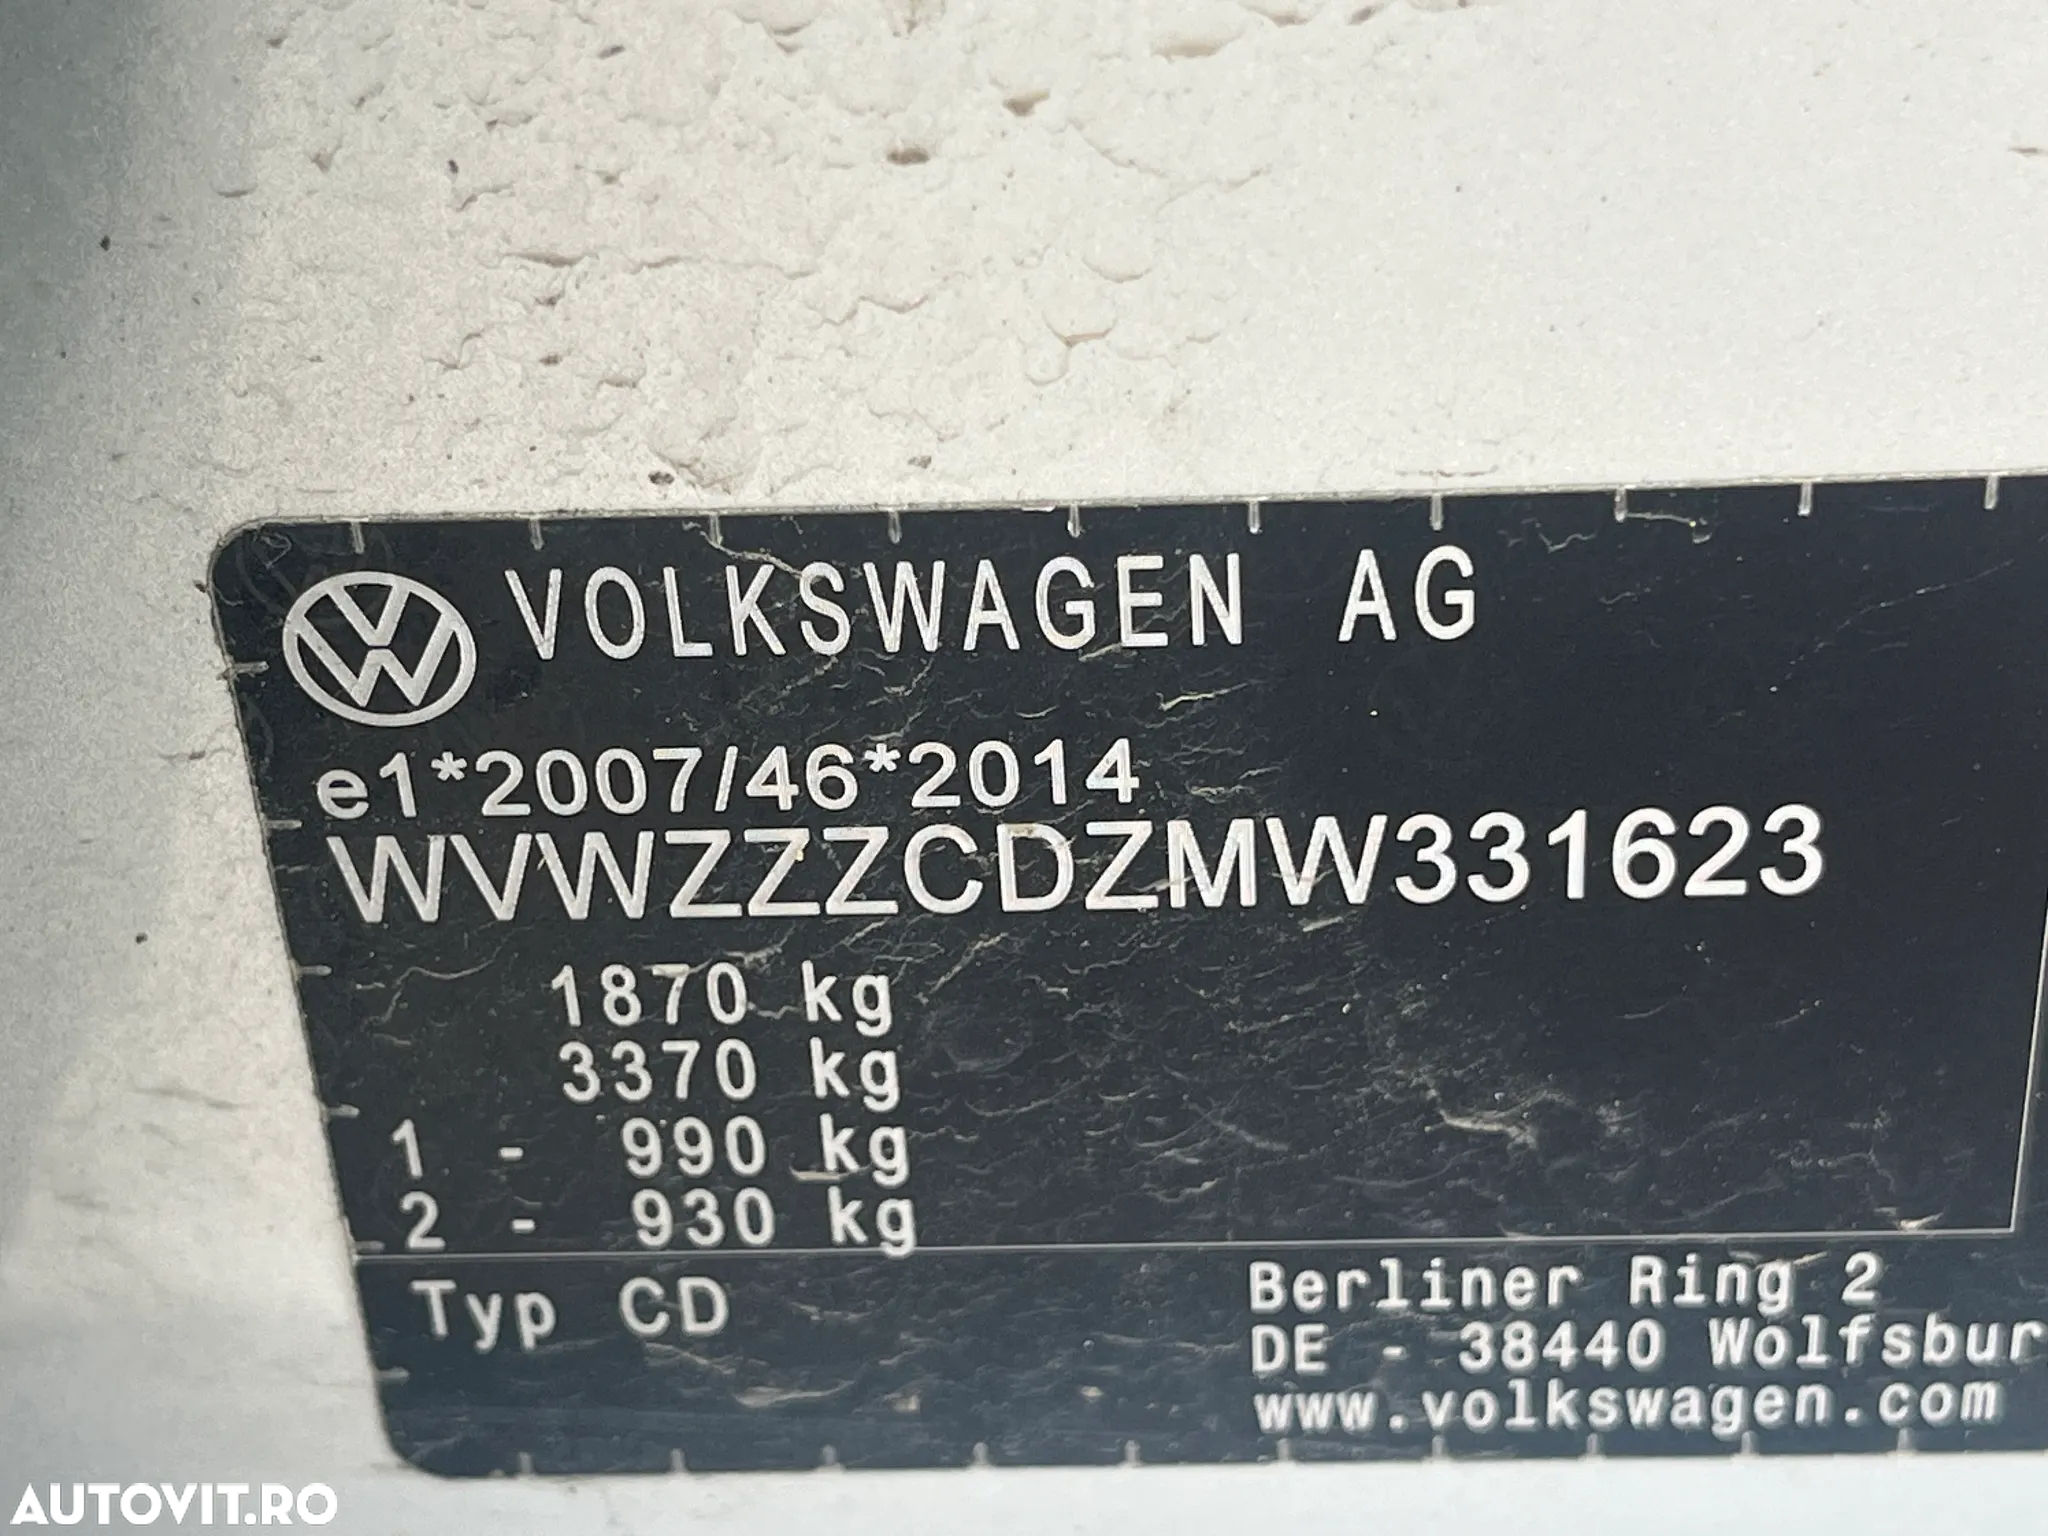 VOLKSWAGEN AG
e1*2007/46*2014
WVWZZZCDZMW331623
1870 kg
3370 kg
1 - 990 kg
2 - 930 kg
Typ CD
Berliner Ring 2
DE - 38440 Wolfsbur
www.volkswagen.com
AUTOVIT.RO